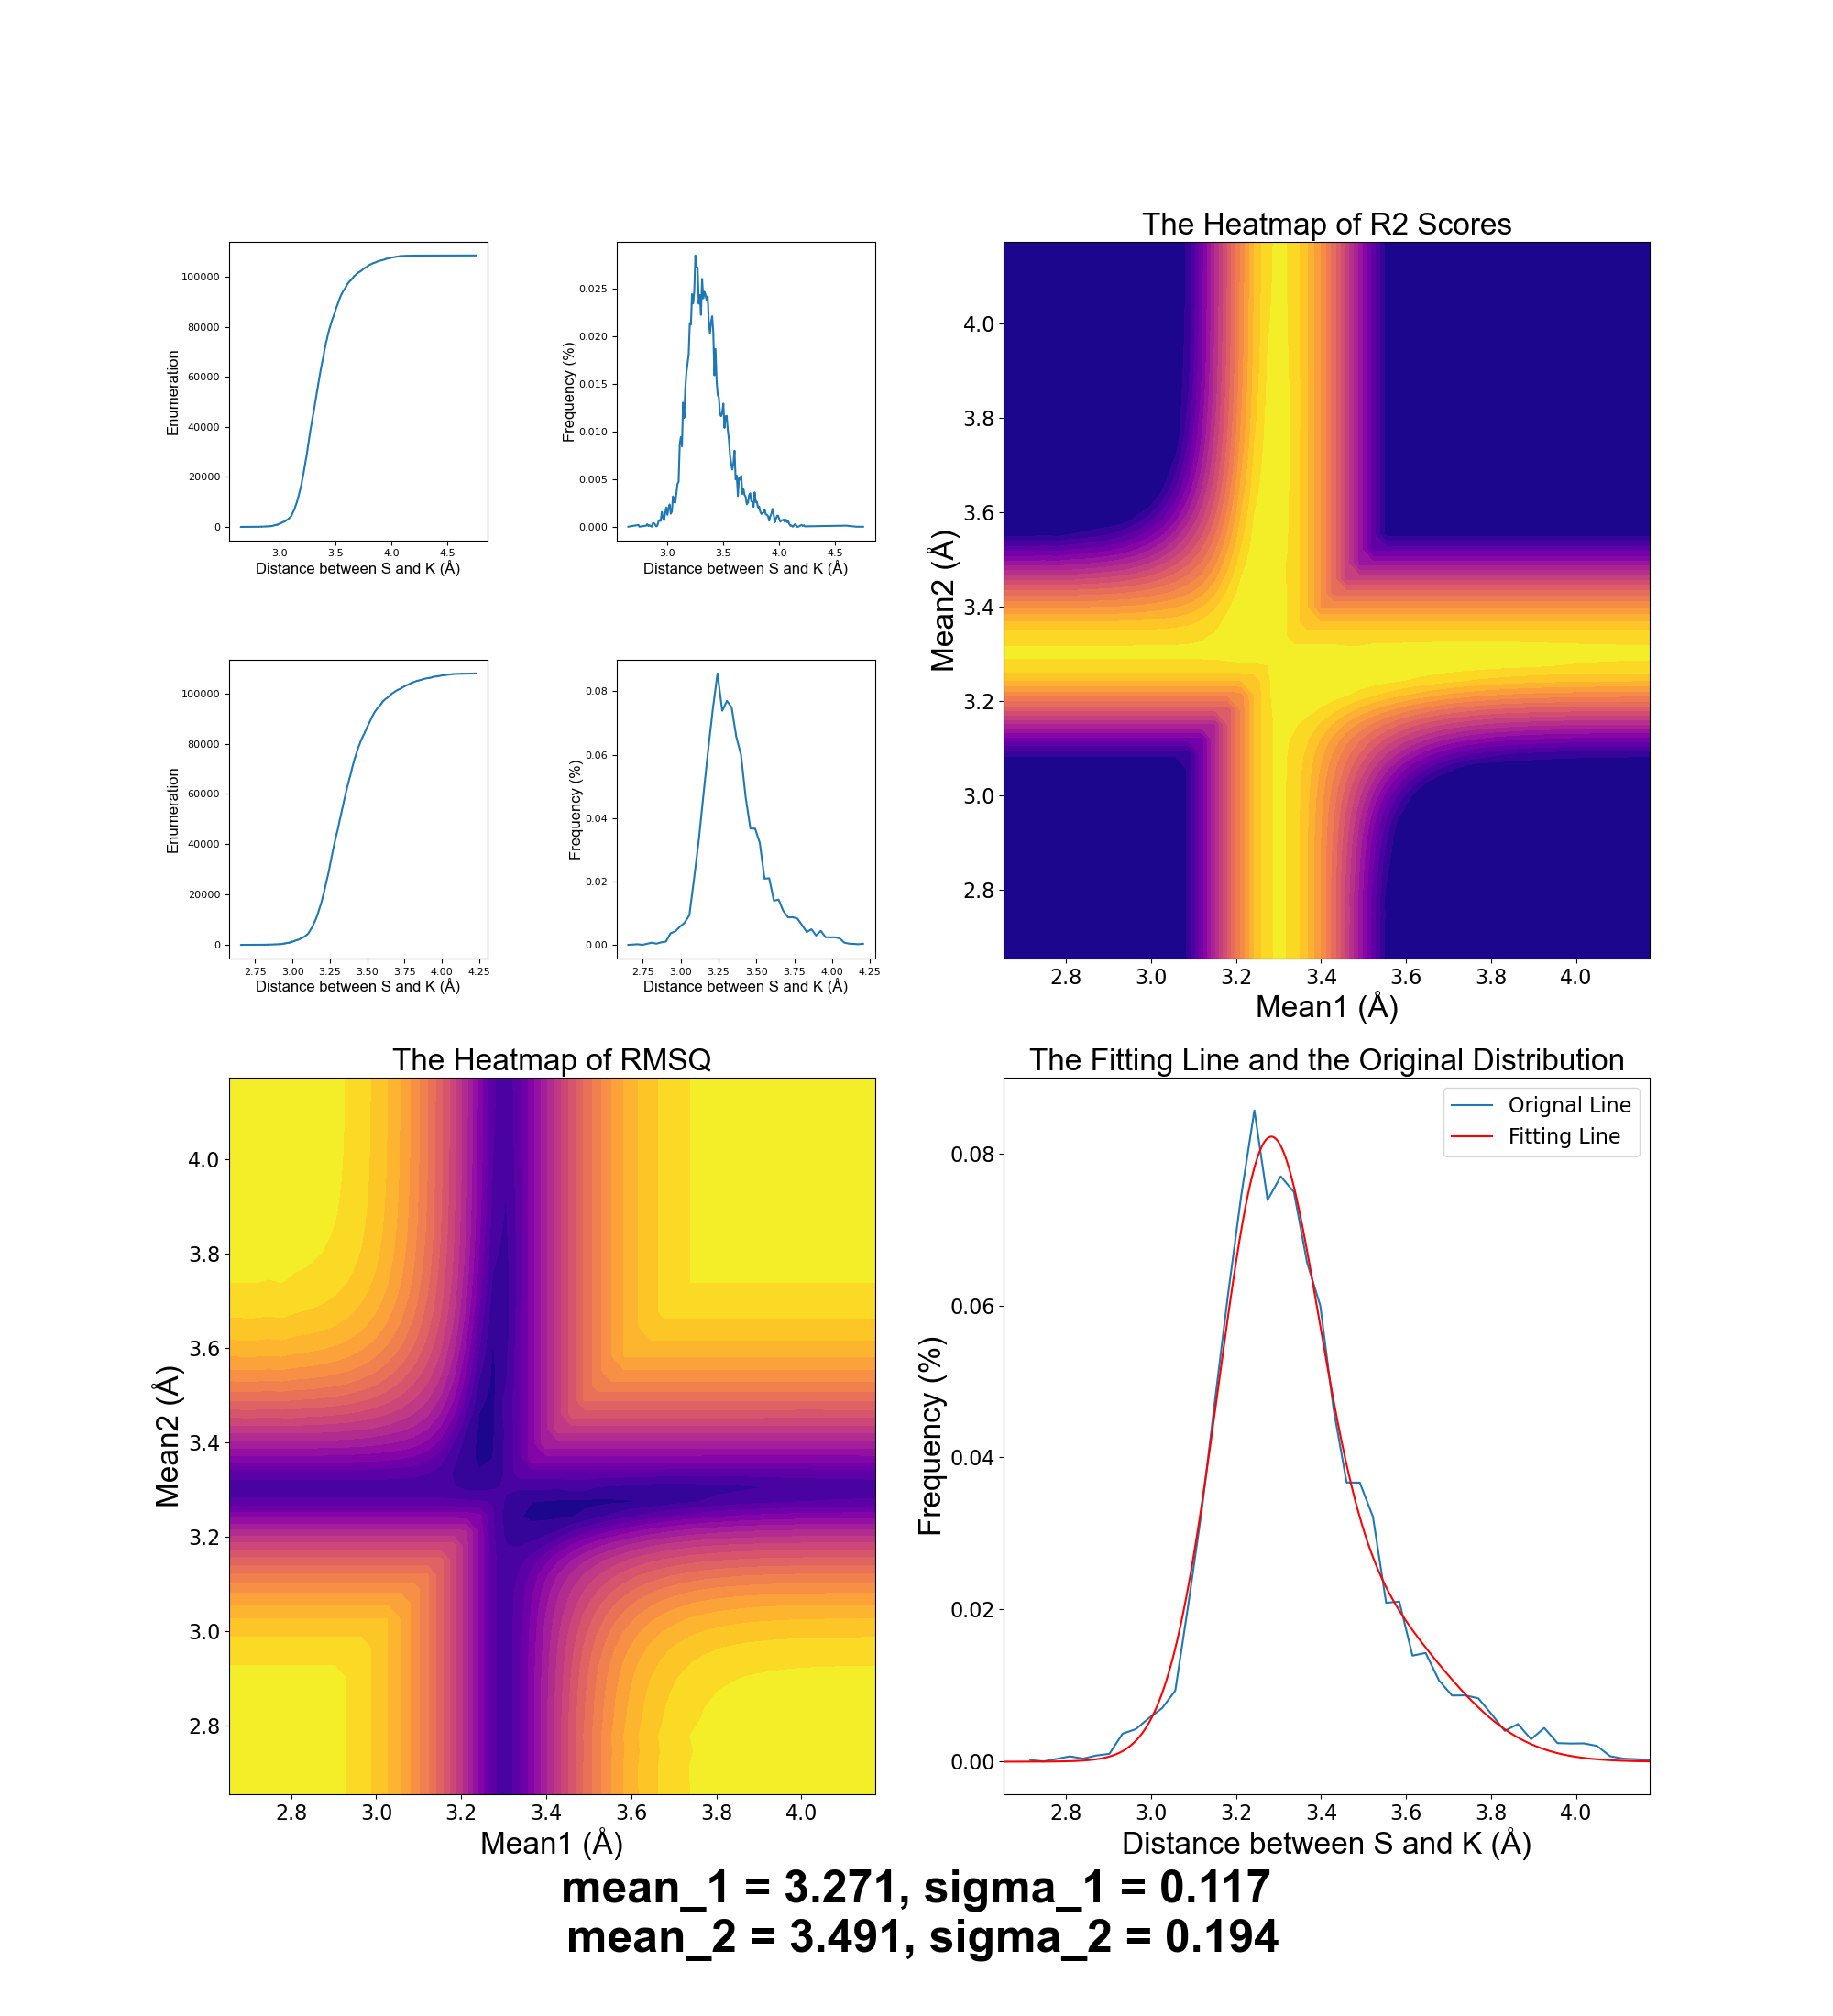 The Heatmap of R2 Scores
100000
80000
60000
40000
20000
0
Enumeration
3.0 3.5 4.0 4.5
Distance between S and K (Å)
0.025
0.020
0.015
0.010
0.005
0.000
Frequency (%)
3.0 3.5 4.0 4.5
Distance between S and K (Å)
4.0
3.8
3.6
3.4
3.2
3.0
2.8
Mean2 (Å)
2.8 3.0 3.2 3.4 3.6 3.8 4.0
Mean1 (Å)
100000
80000
60000
40000
20000
0
Enumeration
2.75 3.00 3.25 3.50 3.75 4.00 4.25
Distance between S and K (Å)
0.08
0.06
0.04
0.02
0.00
Frequency (%)
2.75 3.00 3.25 3.50 3.75 4.00 4.25
Distance between S and K (Å)
The Heatmap of RMSQ
4.0
3.8
3.6
3.4
3.2
3.0
2.8
Mean2 (Å)
2.8 3.0 3.2 3.4 3.6 3.8 4.0
Mean1 (Å)
The Fitting Line and the Original Distribution
Orignal Line
Fitting Line
0.08
0.06
0.04
0.02
0.00
Frequency (%)
2.8 3.0 3.2 3.4 3.6 3.8 4.0
Distance between S and K (Å)
mean_1 = 3.271, sigma_1 = 0.117
mean_2 = 3.491, sigma_2 = 0.194